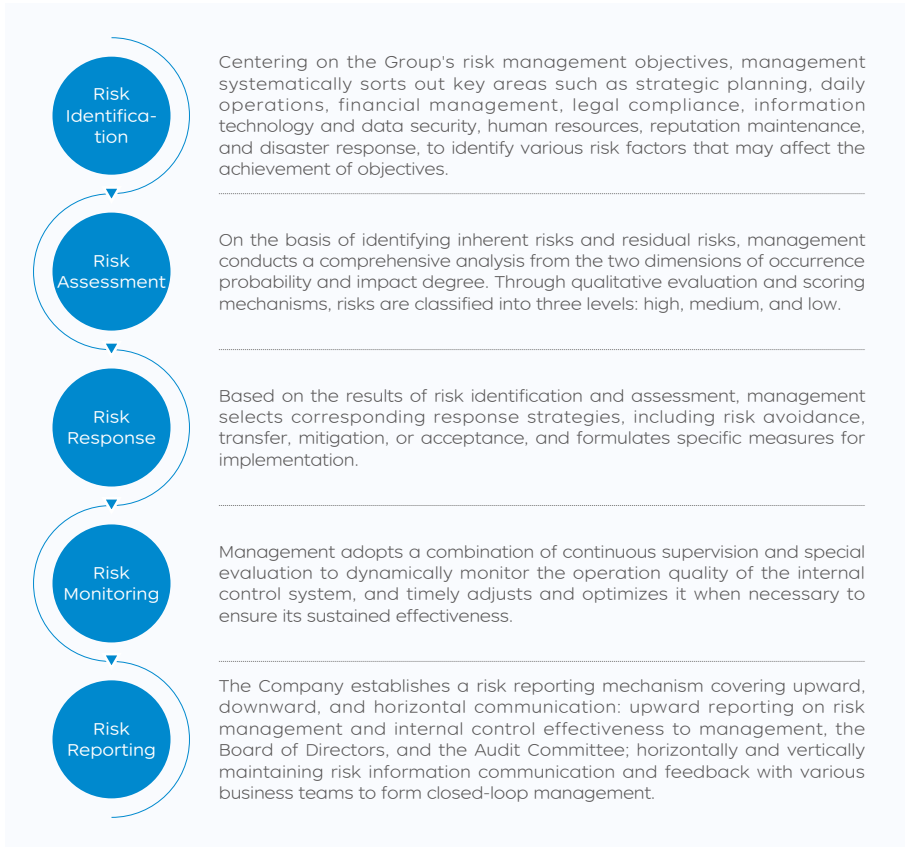 Risk
Identifica-
tion
Centering on the Group's risk management objectives, management
systematically sorts out key areas such as strategic planning, daily
operations, financial management, legal compliance, information
technology and data security, human resources, reputation maintenance,
and disaster response, to identify various risk factors that may affect the
achievement of objectives.
Risk
Assessment
On the basis of identifying inherent risks and residual risks, management
conducts a comprehensive analysis from the two dimensions of occurrence
probability and impact degree. Through qualitative evaluation and scoring
mechanisms, risks are classified into three levels: high, medium, and low.
Risk
Response
Based on the results of risk identification and assessment, management
selects corresponding response strategies, including risk avoidance,
transfer, mitigation, or acceptance, and formulates specific measures for
implementation.
Risk
Monitoring
Management adopts a combination of continuous supervision and special
evaluation to dynamically monitor the operation quality of the internal
control system, and timely adjusts and optimizes it when necessary to
ensure its sustained effectiveness.
Risk
Reporting
The Company establishes a risk reporting mechanism covering upward,
downward, and horizontal communication: upward reporting on risk
management and internal control effectiveness to management, the
Board of Directors, and the Audit Committee; horizontally and vertically
maintaining risk information communication and feedback with various
business teams to form closed-loop management.